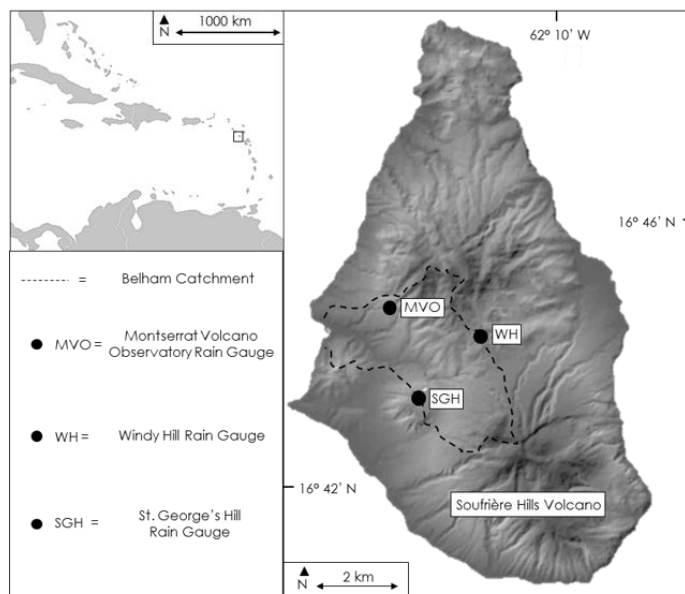 N
1000 km
62° 10' W
16° 46' N
----------- = Belham Catchment
MVO = Montserrat Volcano
Observatory Rain Gauge
WH = Windy Hill Rain Gauge
SGH = St. George's Hill
Rain Gauge
MVO
WH
SGH
16° 42' N
Soufrière Hills Volcano
N
2 km